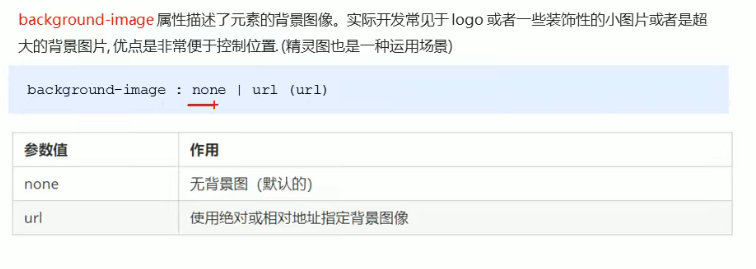 background-image 属性描述了元素的背景图像。实际开发常见于 logo 或者一些装饰性的小图片或者是超
大的背景图片, 优点是非常便于控制位置. (精灵图也是一种运用场景)
background-image : none | url (url)
参数值 作用
none 无背景图（默认的）
url 使用绝对或相对地址指定背景图像